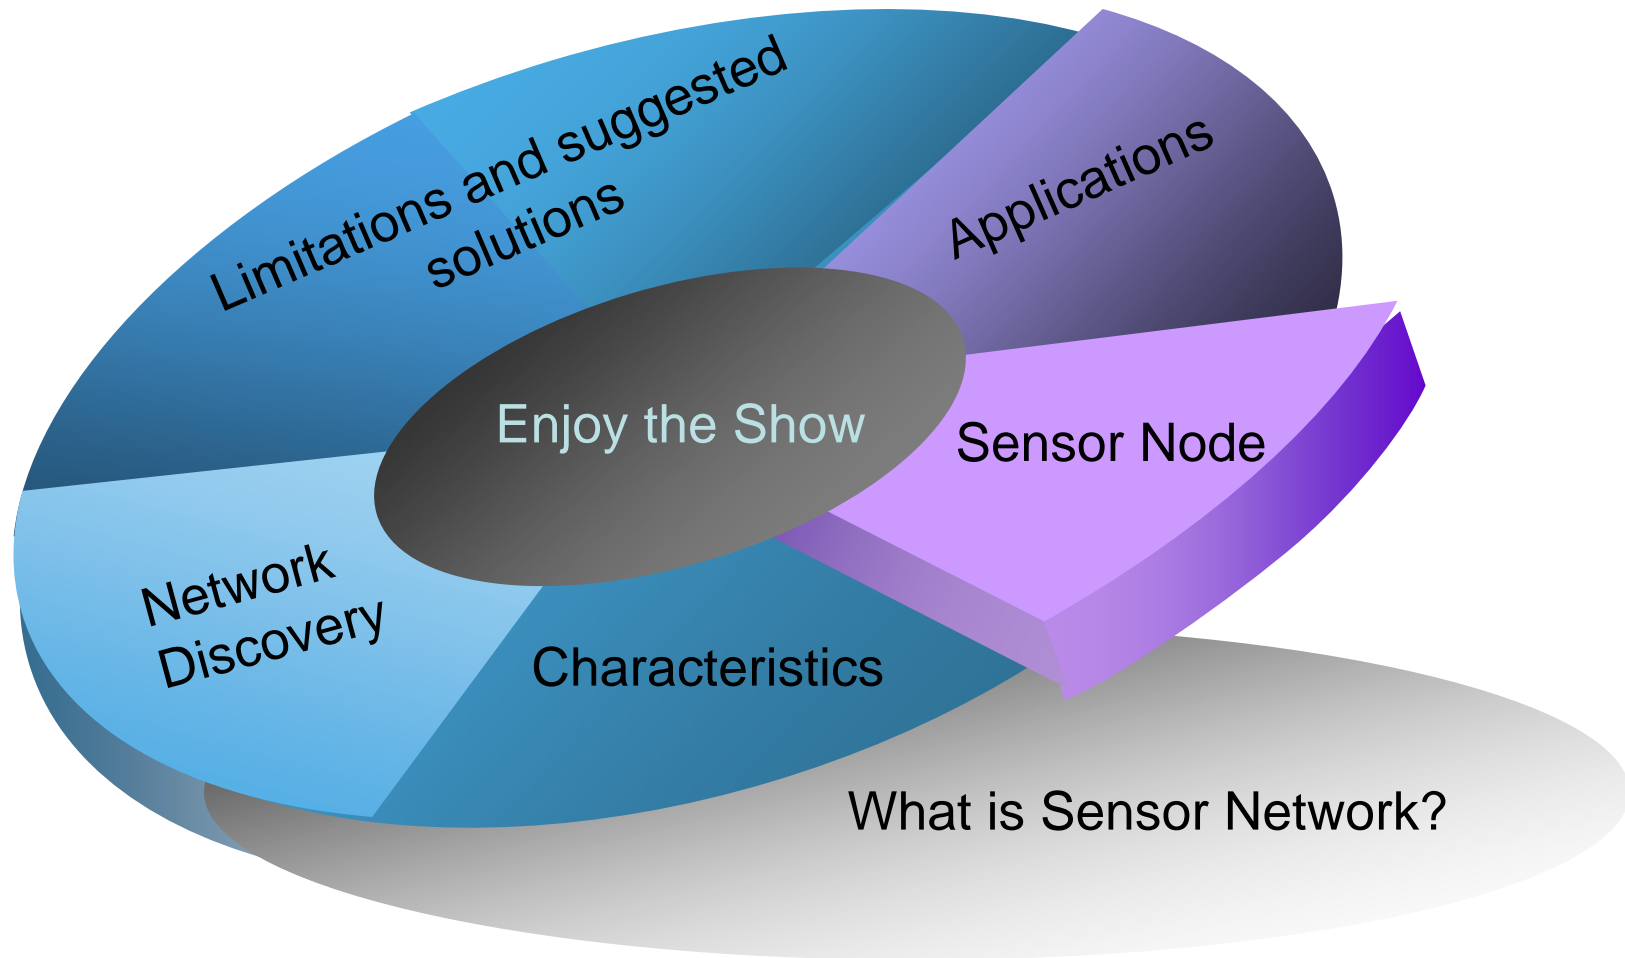 Limitations and suggested
solutions
Applications
Enjoy the Show
Sensor Node
Network
Discovery
Characteristics
What is Sensor Network?